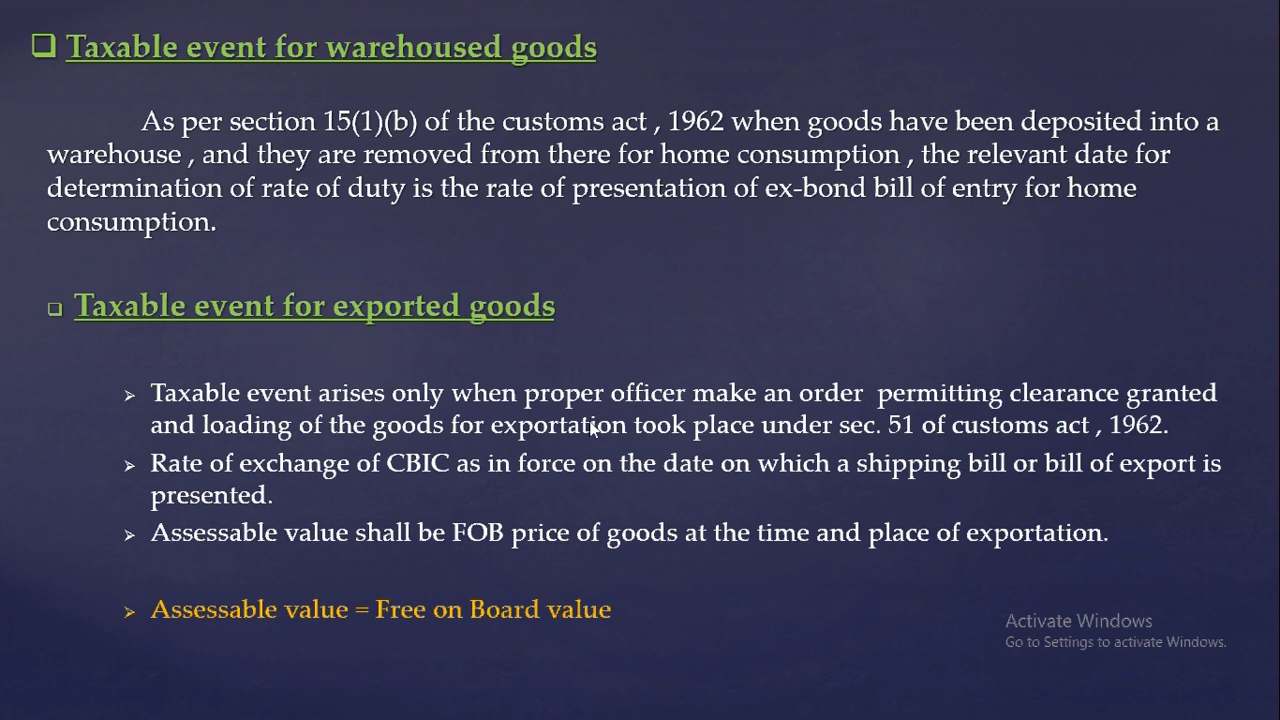 Taxable event for warehoused goods
As per section 15(1)(b) of the customs act , 1962 when goods have been deposited into a
warehouse , and they are removed from there for home consumption , the relevant date for
determination of rate of duty is the rate of presentation of ex-bond bill of entry for home
consumption.
Taxable event for exported goods
Taxable event arises only when proper officer make an order permitting clearance granted
and loading of the goods for exportation took place under sec. 51 of customs act , 1962.
Rate of exchange of CBIC as in force on the date on which a shipping bill or bill of export is
presented.
Assessable value shall be FOB price of goods at the time and place of exportation.
Assessable value = Free on Board value
Activate Windows
Go to Settings to activate Windows.